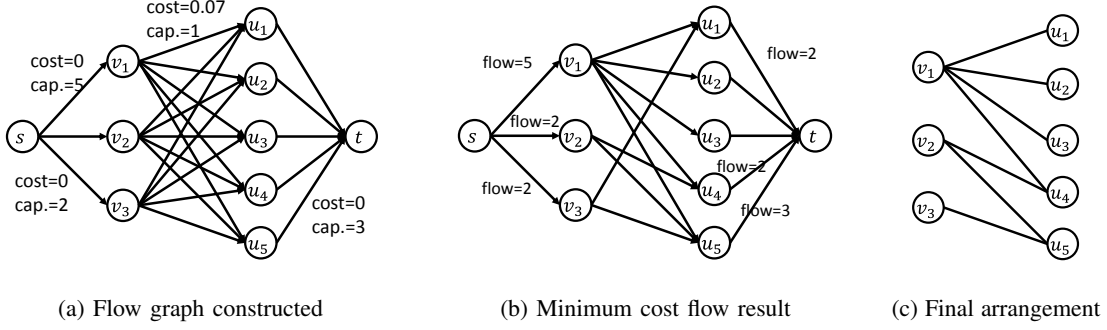 cost=0.07
cap.=1
cost=0
cap.=5
cost=0
cap.=2
cost=0
cap.=3
s
v₁
v₂
v₃
u₁
u₂
u₃
u₄
u₅
t
(a) Flow graph constructed
flow=5
flow=2
flow=2
flow=2
flow=2
flow=3
s
v₁
v₂
v₃
u₁
u₂
u₃
u₄
u₅
t
(b) Minimum cost flow result
v₁
v₂
v₃
u₁
u₂
u₃
u₄
u₅
(c) Final arrangement